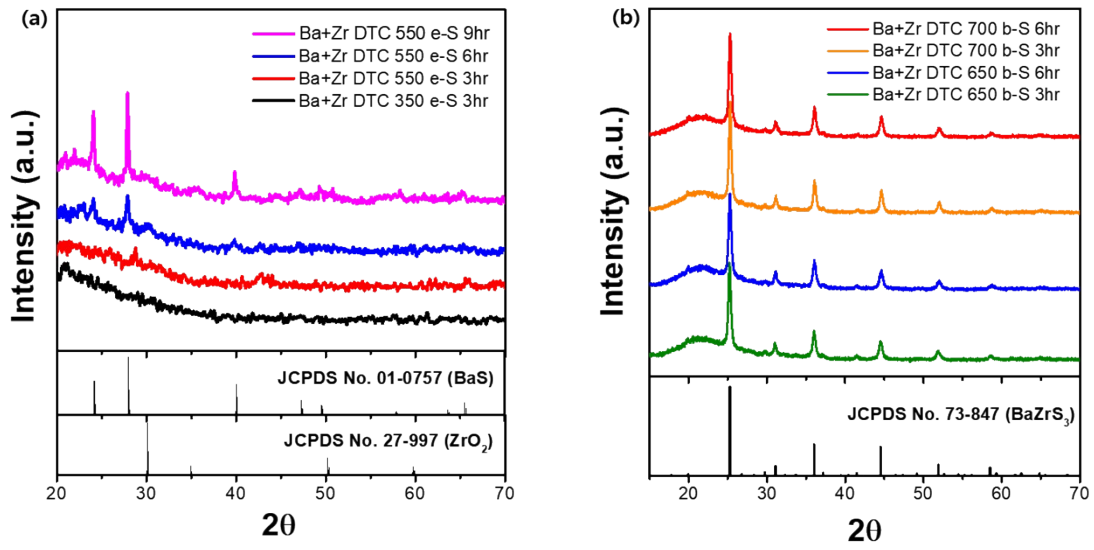 (a)
Ba+Zr DTC 550 e-S 9hr
Ba+Zr DTC 550 e-S 6hr
Ba+Zr DTC 550 e-S 3hr
Ba+Zr DTC 350 e-S 3hr
Intensity (a.u.)
JCPDS No. 01-0757 (BaS)
JCPDS No. 27-997 (ZrO₂)
20 30 40 50 60 70
2θ
(b)
Ba+Zr DTC 700 b-S 6hr
Ba+Zr DTC 700 b-S 3hr
Ba+Zr DTC 650 b-S 6hr
Ba+Zr DTC 650 b-S 3hr
Intensity (a.u.)
JCPDS No. 73-847 (BaZrS₃)
20 30 40 50 60 70
2θ